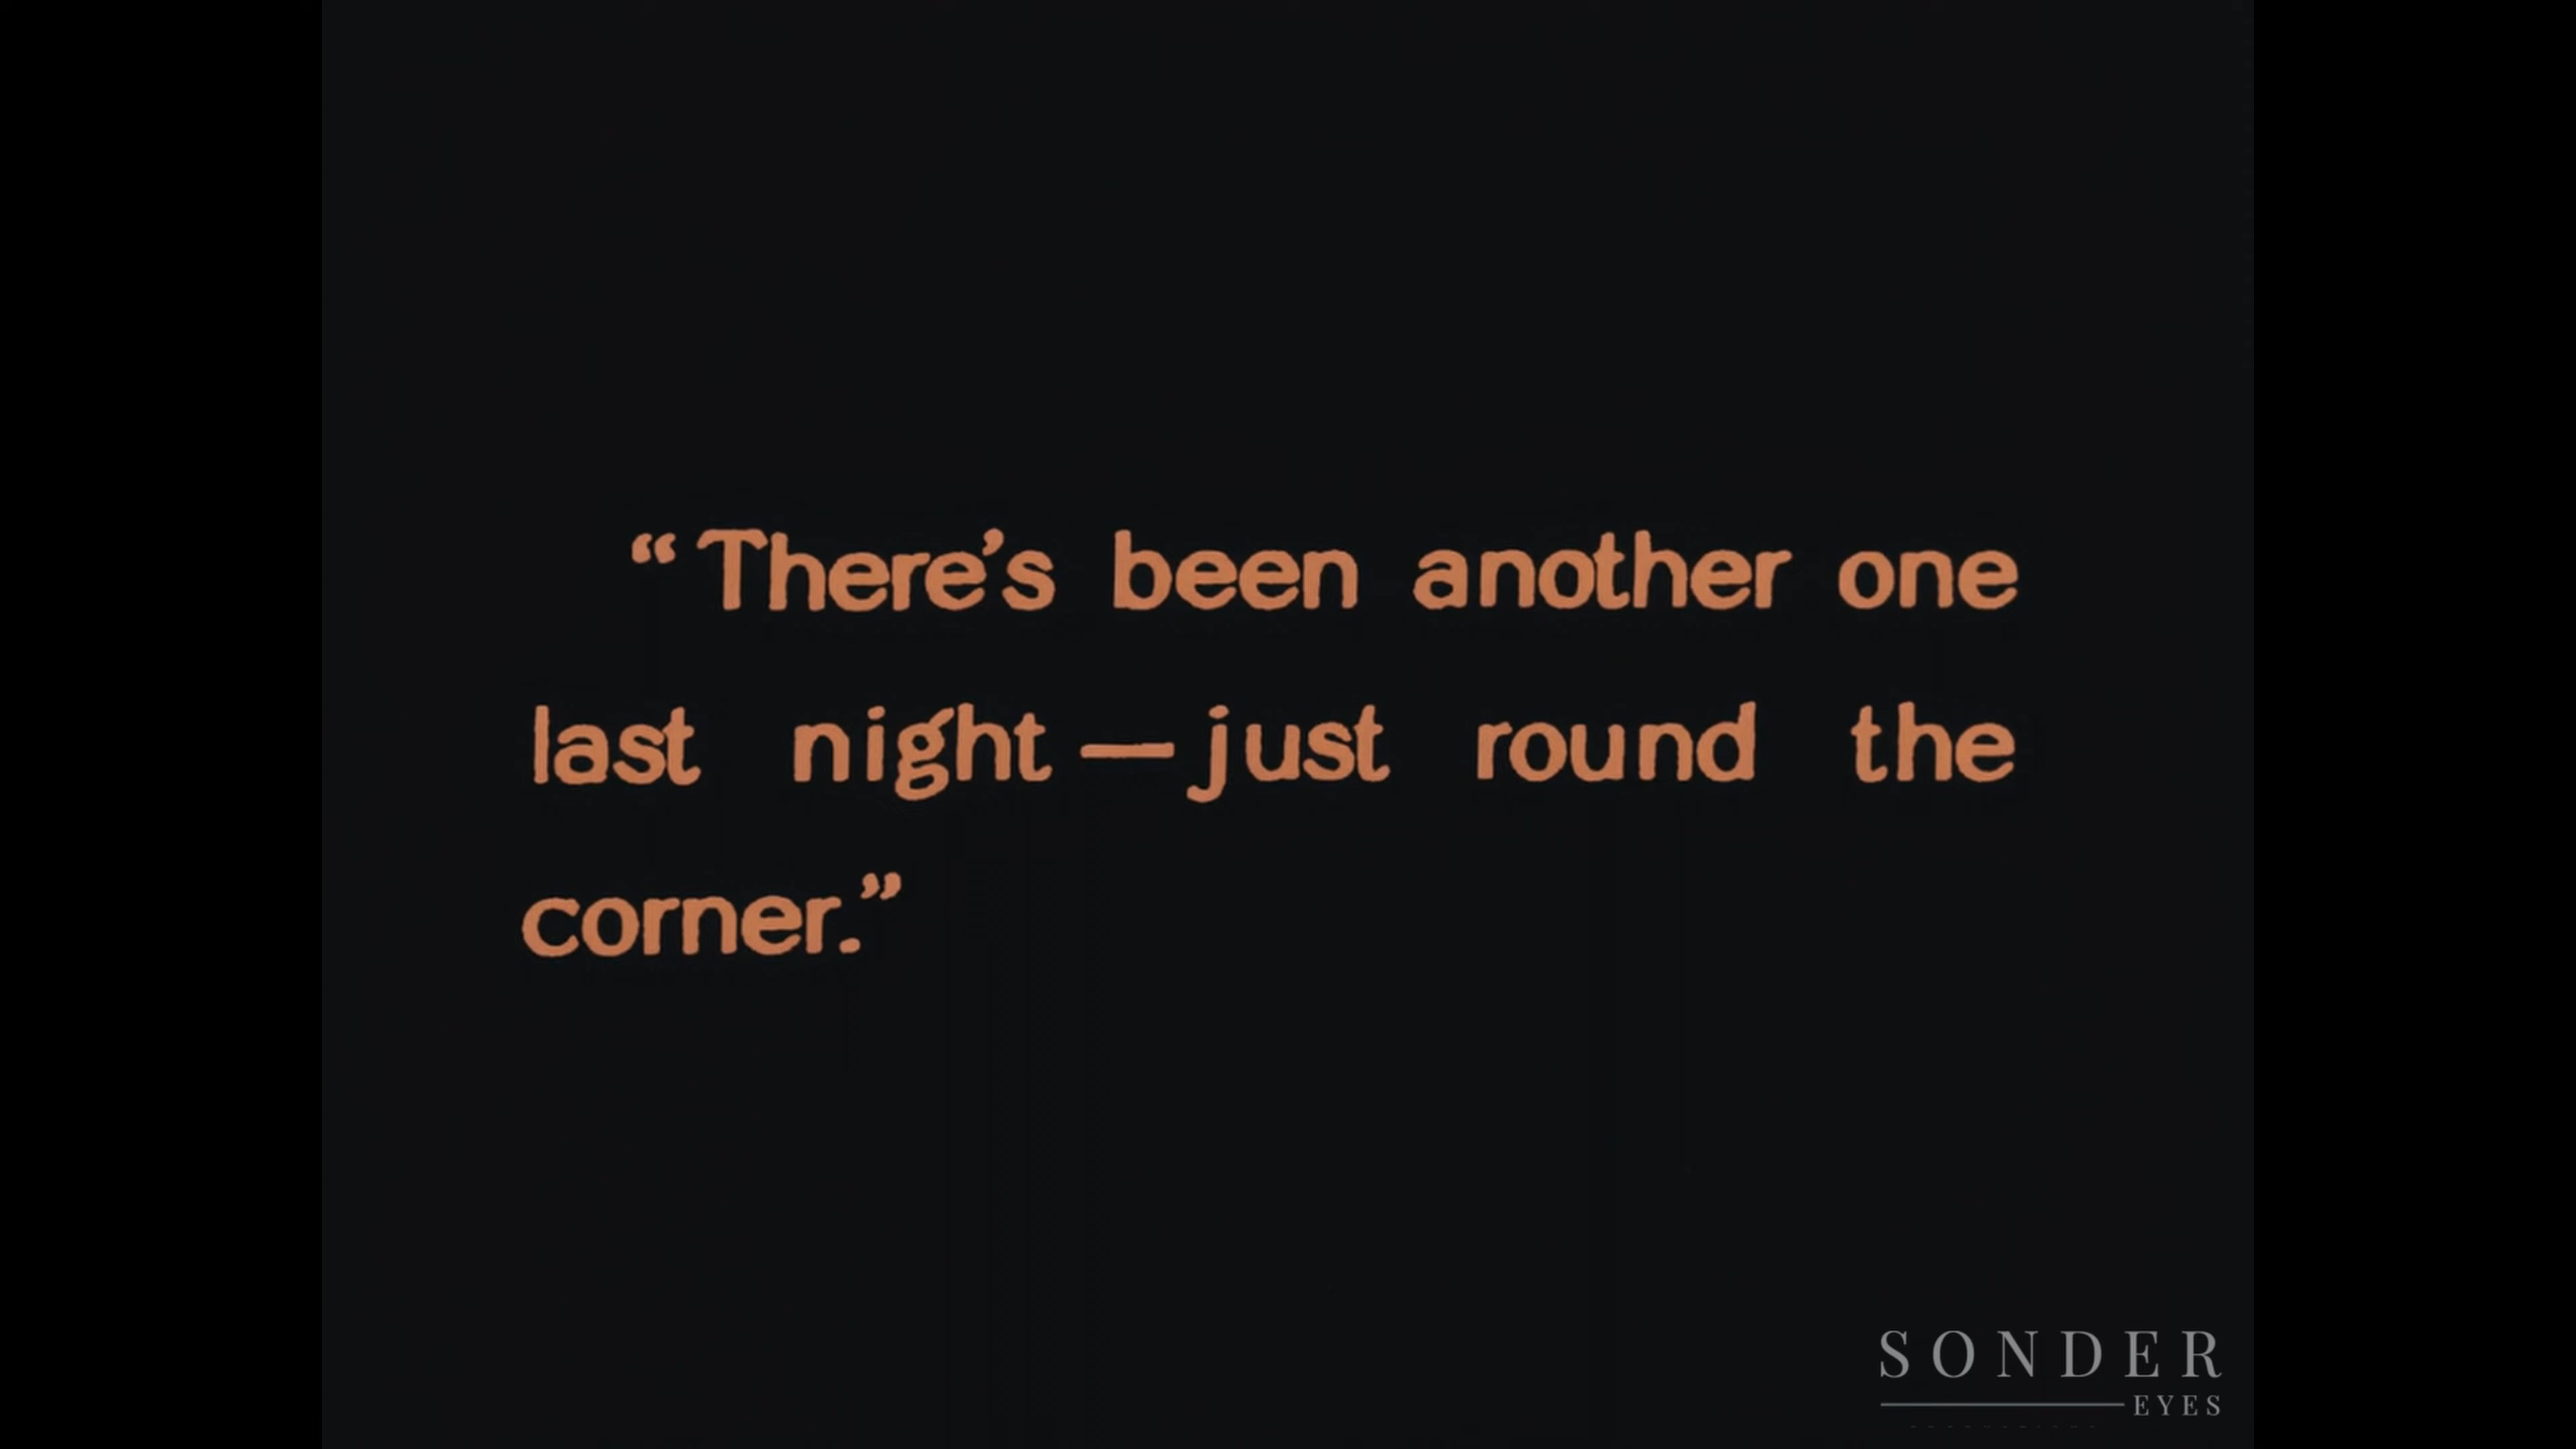 “There’s been another one
last night—just round the
corner.”
SONDER
EYES